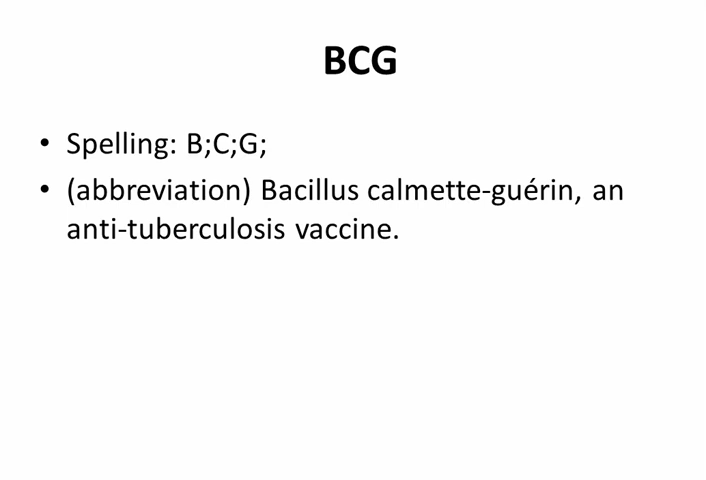 BCG
• Spelling: B;C;G;
• (abbreviation) Bacillus calmette-guérin, an
anti-tuberculosis vaccine.